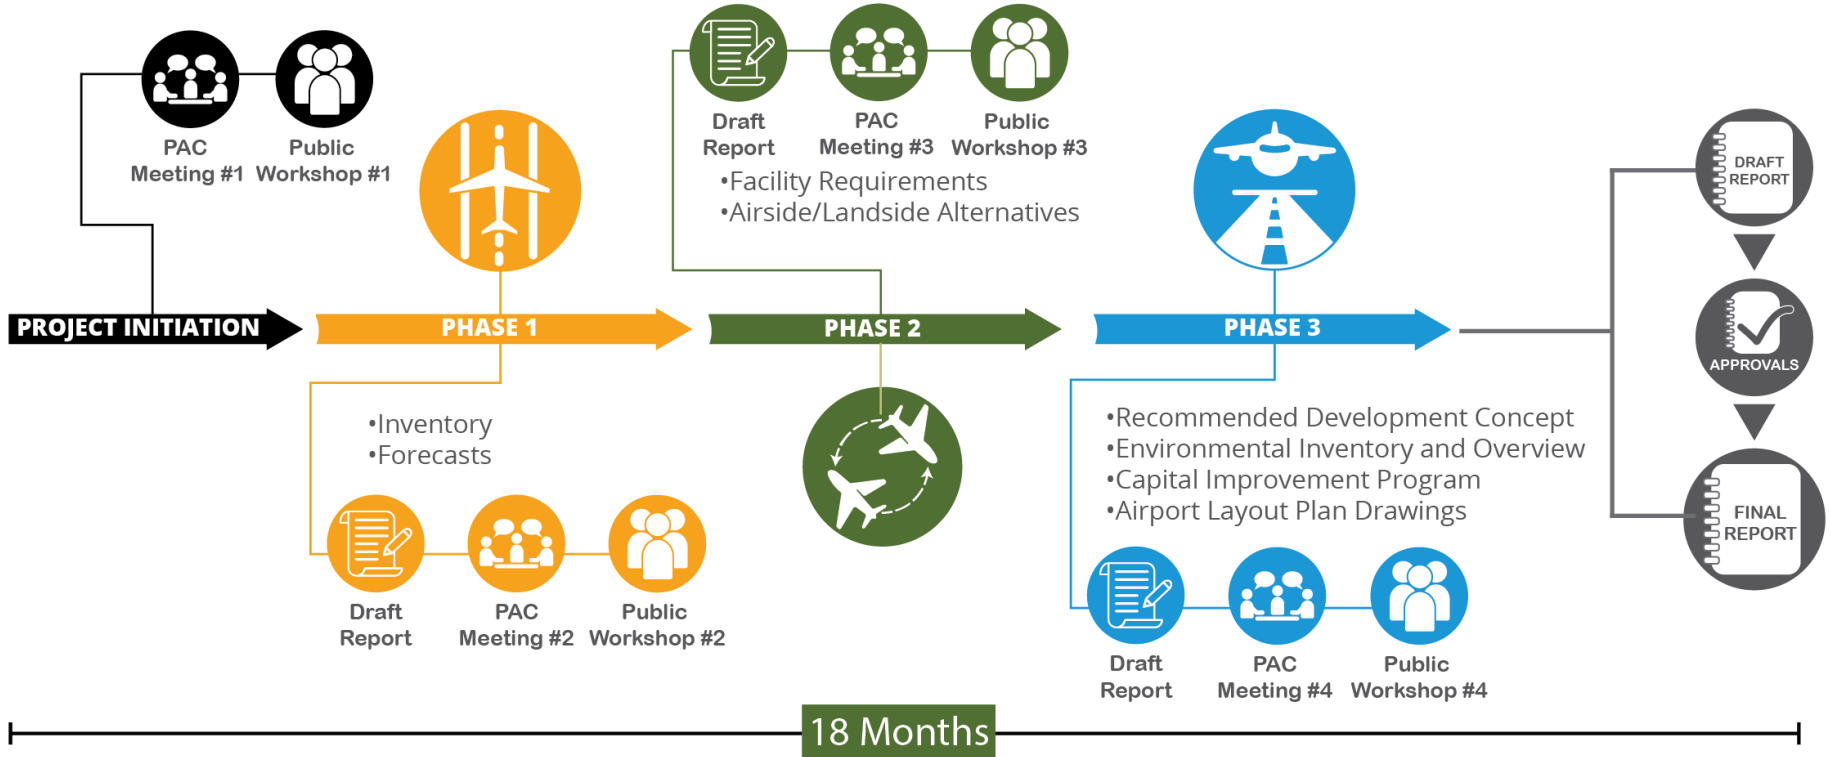 PAC
Meeting #1
Public
Workshop #1
Draft
Report
PAC
Meeting #3
Public
Workshop #3
•Facility Requirements
•Airside/Landside Alternatives
PROJECT INITIATION
PHASE 1
PHASE 2
PHASE 3
•Inventory
•Forecasts
Draft
Report
PAC
Meeting #2
Public
Workshop #2
•Recommended Development Concept
•Environmental Inventory and Overview
•Capital Improvement Program
•Airport Layout Plan Drawings
Draft
Report
PAC
Meeting #4
Public
Workshop #4
DRAFT
REPORT
APPROVALS
FINAL
REPORT
18 Months